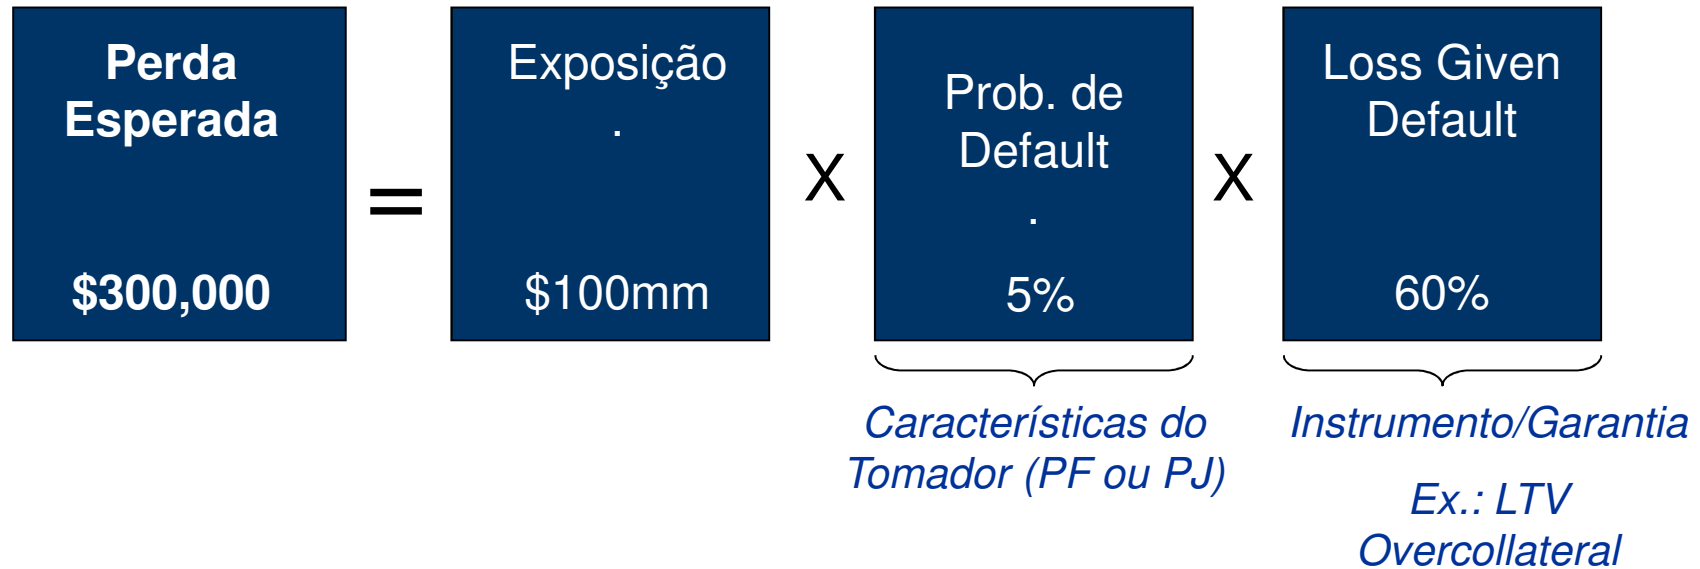 Perda
Esperada
$300,000
=
Exposição
.
$100mm
X
Prob. de
Default
.
5%
X
Loss Given
Default
60%
Características do
Tomador (PF ou PJ)
Instrumento/Garantia
Ex.: LTV
Overcollateral